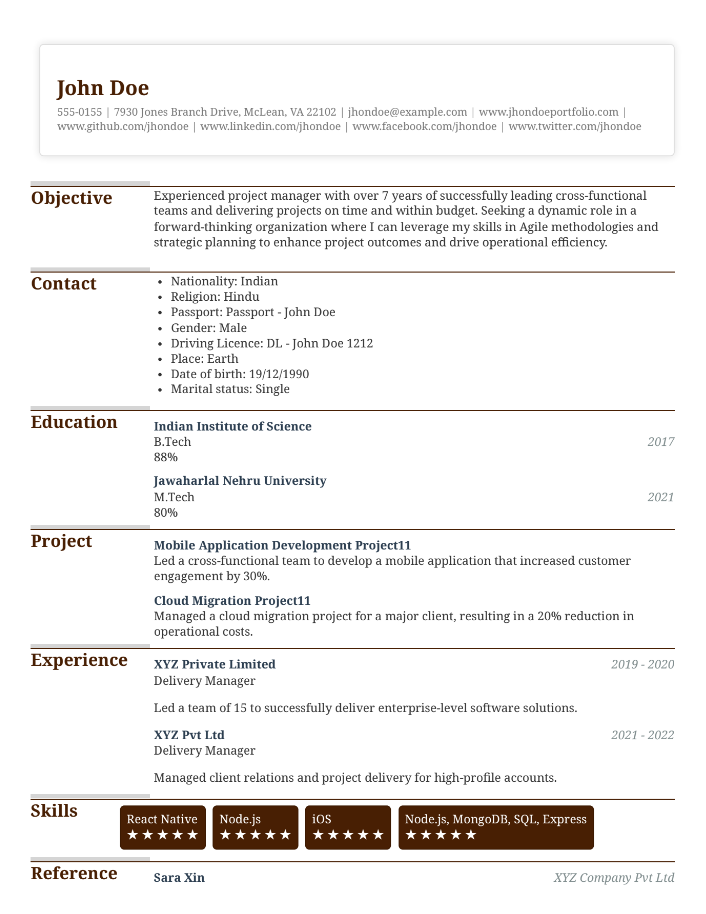 John Doe
555-0155 | 7930 Jones Branch Drive, McLean, VA 22102 | jhondoe@example.com | www.jhondoeportfolio.com |
www.github.com/jhondoe | www.linkedin.com/jhondoe | www.facebook.com/jhondoe | www.twitter.com/jhondoe
Objective
Experienced project manager with over 7 years of successfully leading cross-functional
teams and delivering projects on time and within budget. Seeking a dynamic role in a
forward-thinking organization where I can leverage my skills in Agile methodologies and
strategic planning to enhance project outcomes and drive operational efficiency.
Contact
• Nationality: Indian
• Religion: Hindu
• Passport: Passport - John Doe
• Gender: Male
• Driving Licence: DL - John Doe 1212
• Place: Earth
• Date of birth: 19/12/1990
• Marital status: Single
Education
Indian Institute of Science
B.Tech 2017
88%
Jawaharlal Nehru University
M.Tech 2021
80%
Project
Mobile Application Development Project11
Led a cross-functional team to develop a mobile application that increased customer
engagement by 30%.
Cloud Migration Project11
Managed a cloud migration project for a major client, resulting in a 20% reduction in
operational costs.
Experience
XYZ Private Limited 2019 - 2020
Delivery Manager
Led a team of 15 to successfully deliver enterprise-level software solutions.
XYZ Pvt Ltd 2021 - 2022
Delivery Manager
Managed client relations and project delivery for high-profile accounts.
Skills
React Native
★★★★★
Node.js
★★★★★
iOS
★★★★★
Node.js, MongoDB, SQL, Express
★★★★★
Reference
Sara Xin XYZ Company Pvt Ltd